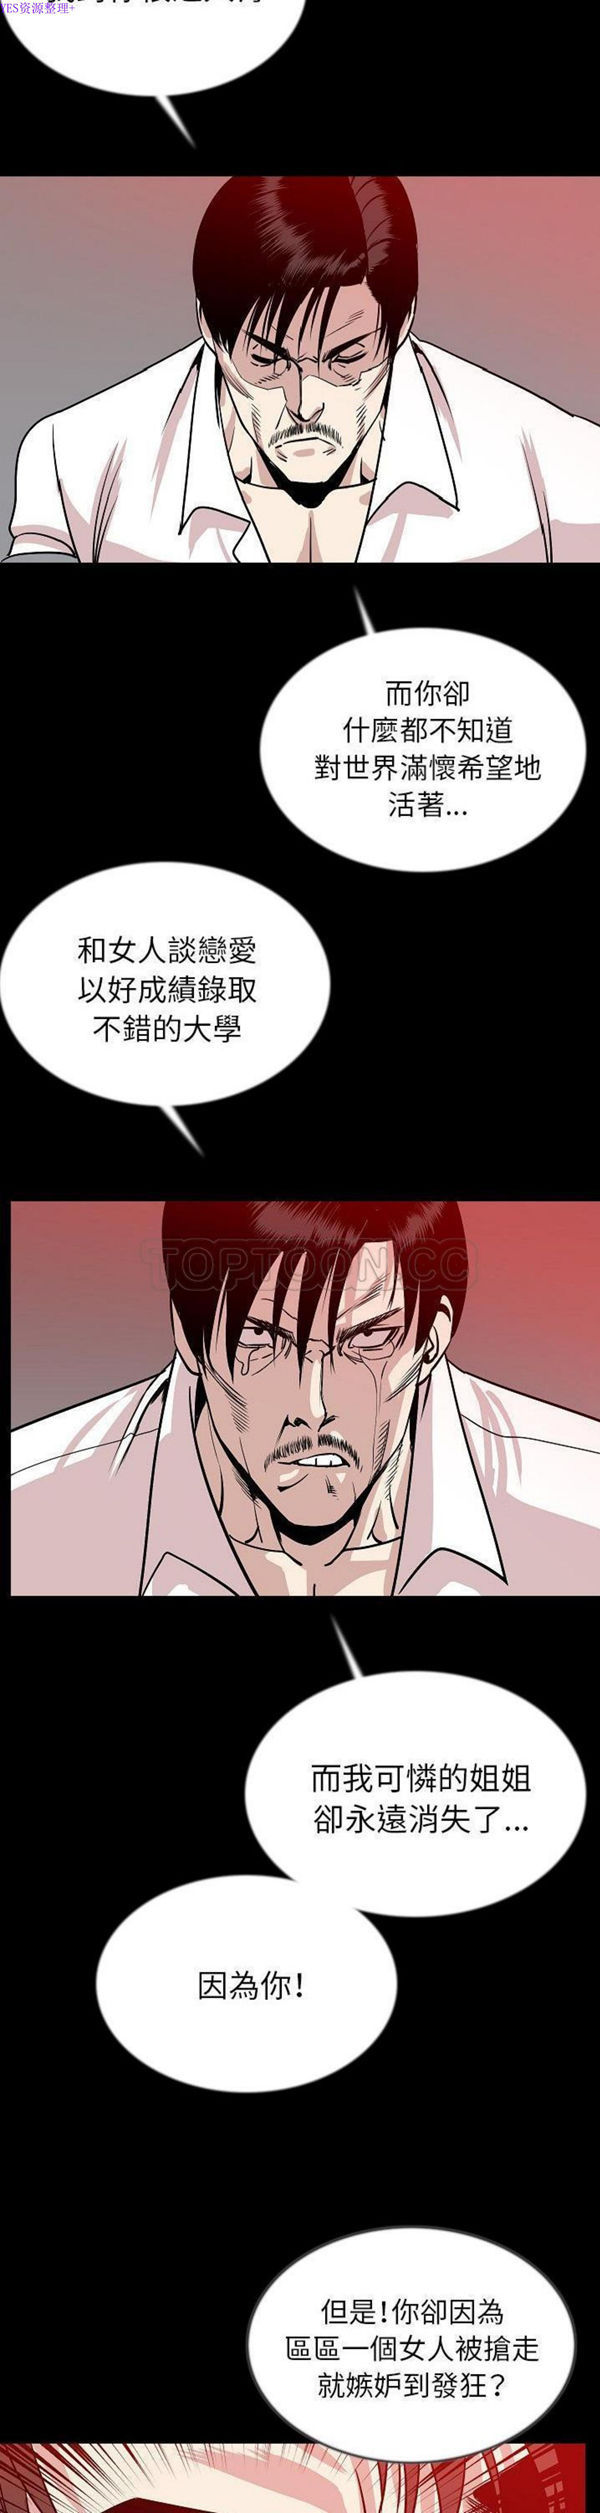 YES资源整理+
而你卻
什麼都不知道
對世界滿懷希望地
活著...
和女人談戀愛
以好成績錄取
不錯的大學
TOPTOON.CC
而我可憐的姐姐
卻永遠消失了...
因為你!
但是!你卻因為
區區一個女人被搶走
就嫉妒到發狂?